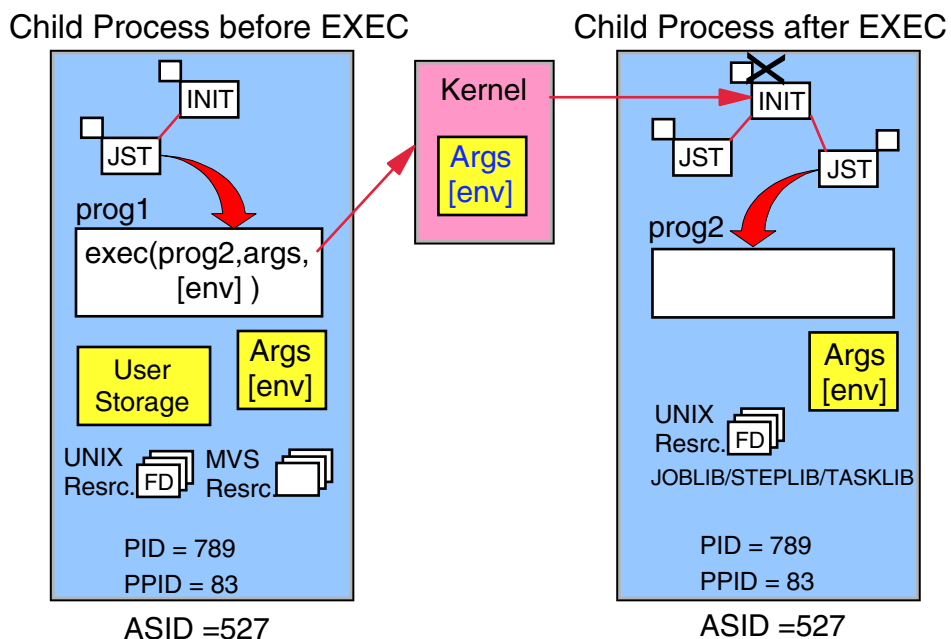 Child Process before EXEC
INIT
JST
prog1
exec(prog2,args,
[env] )
User
Storage
Args
[env]
UNIX
Resrc.
FD
MVS
Resrc.
PID = 789
PPID = 83
ASID =527
Kernel
Args
[env]
Child Process after EXEC
INIT
JST
JST
prog2
Args
[env]
UNIX
Resrc.
FD
JOBLIB/STEPLIB/TASKLIB
PID = 789
PPID = 83
ASID =527